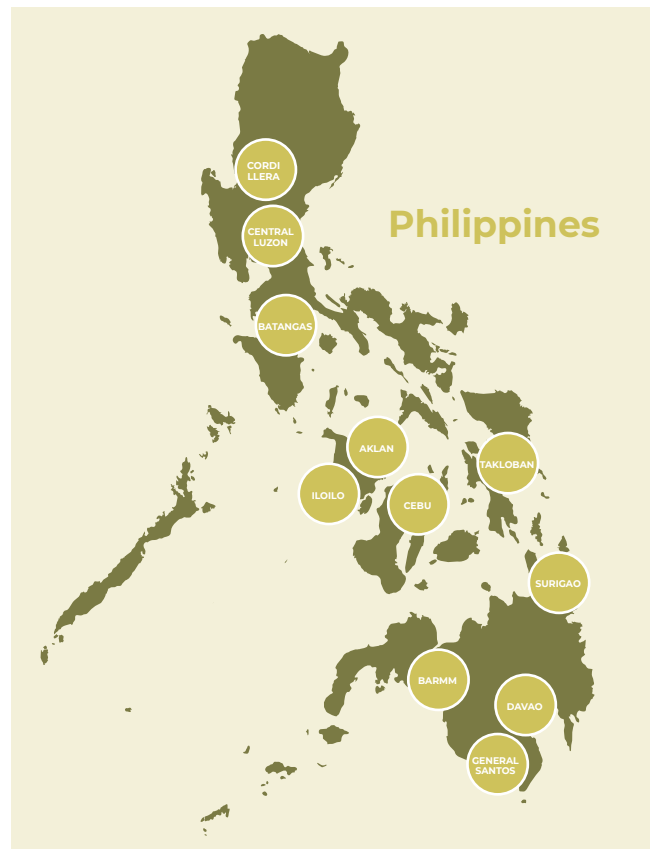 CORDI
LLERA
Philippines
CENTRAL
LUZON
BATANGAS
AKLAN
TAKLOBAN
ILOILO
CEBU
SURIGAO
BARMM
DAVAO
GENERAL
SANTOS